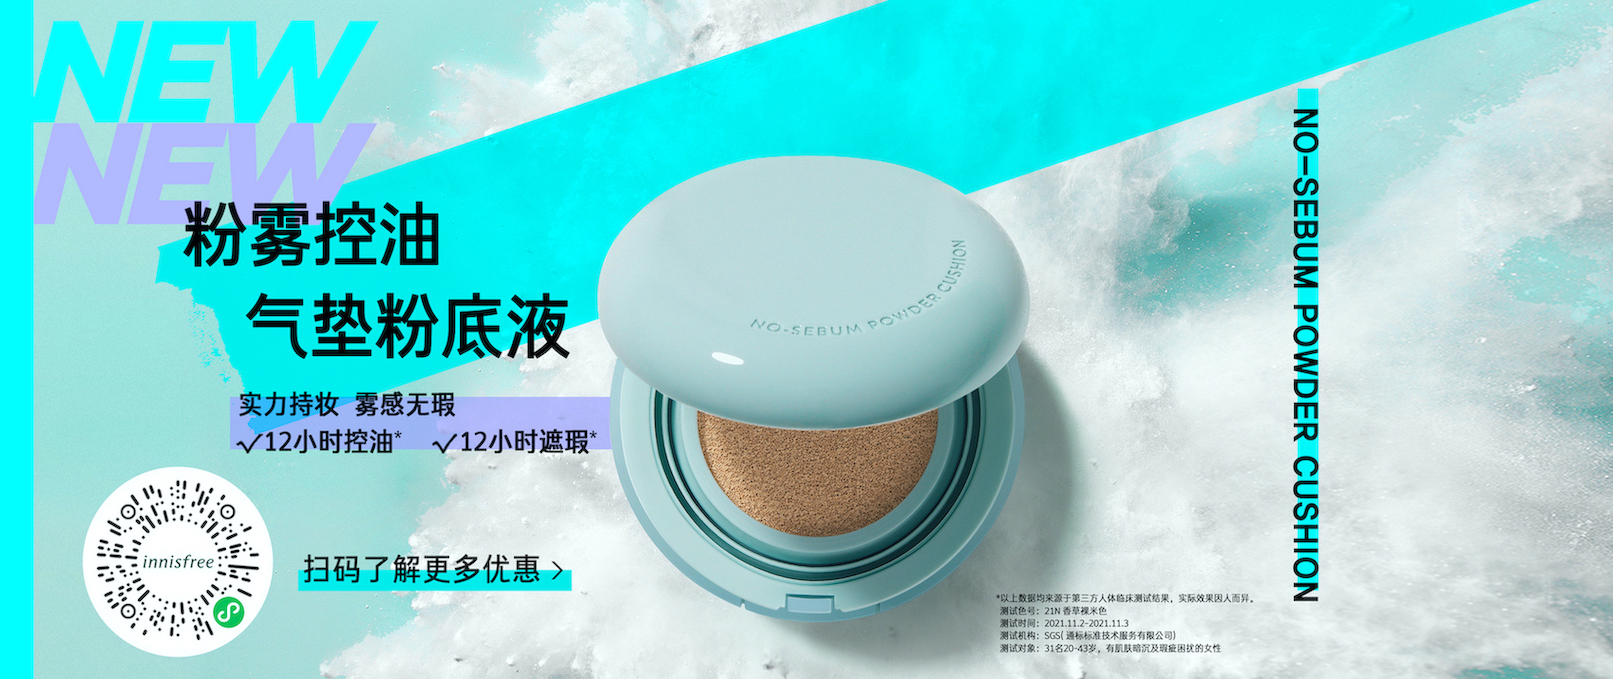 NEW
NEW
粉雾控油
气垫粉底液
实力持妆 雾感无瑕
✓12小时控油* ✓12小时遮瑕*
innisfree
扫码了解更多优惠 >
NO-SEBUM POWDER CUSHION
NO-SEBUM POWDER CUSHION
*以上数据均来源于第三方人体临床测试结果，实际效果因人而异。
测试色号：21N 香草裸米色
测试时间：2021.11.2-2021.11.3
测试机构：SGS( 通标标准技术服务有限公司)
测试对象：31名20-43岁，有肌肤暗沉及瑕疵困扰的女性